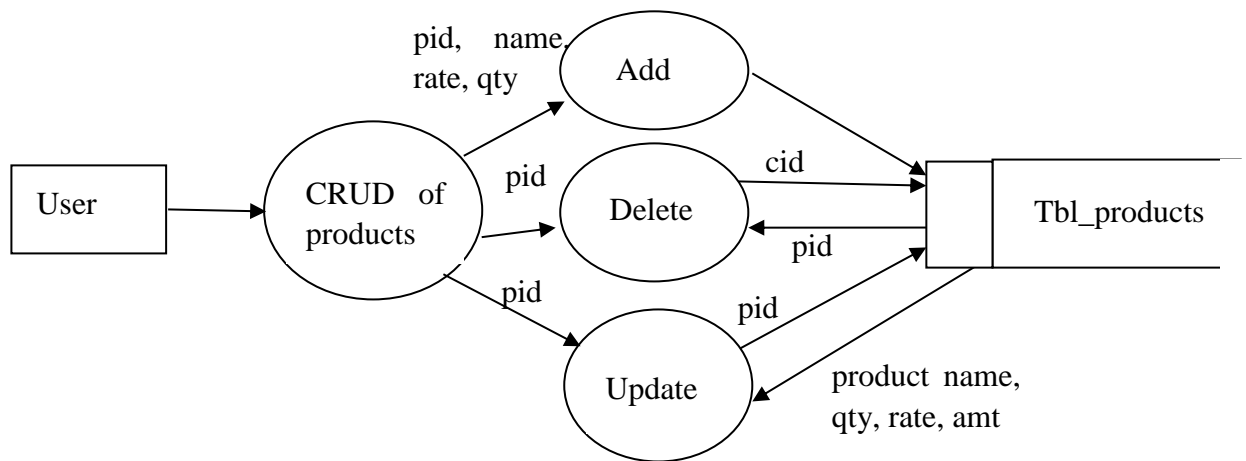 pid, name,
rate, qty
Add
User
CRUD of
products
pid
Delete
cid
pid
Tbl_products
pid
pid
Update
product name,
qty, rate, amt